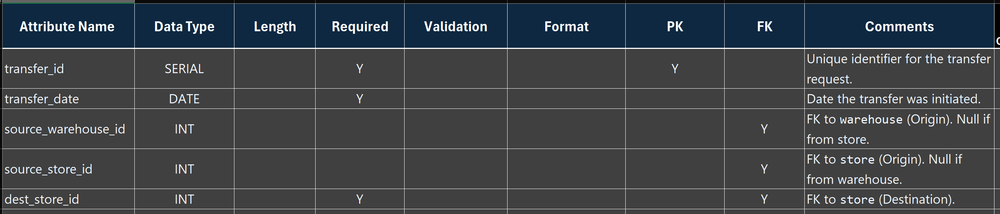 Attribute Name Data Type Length Required Validation Format PK FK Comments
transfer_id SERIAL Y Y Unique identifier for the transfer
request.
transfer_date DATE Y Date the transfer was initiated.
source_warehouse_id INT Y FK to warehouse (Origin). Null if
from store.
source_store_id INT Y FK to store (Origin). Null if
from warehouse.
dest_store_id INT Y Y FK to store (Destination).